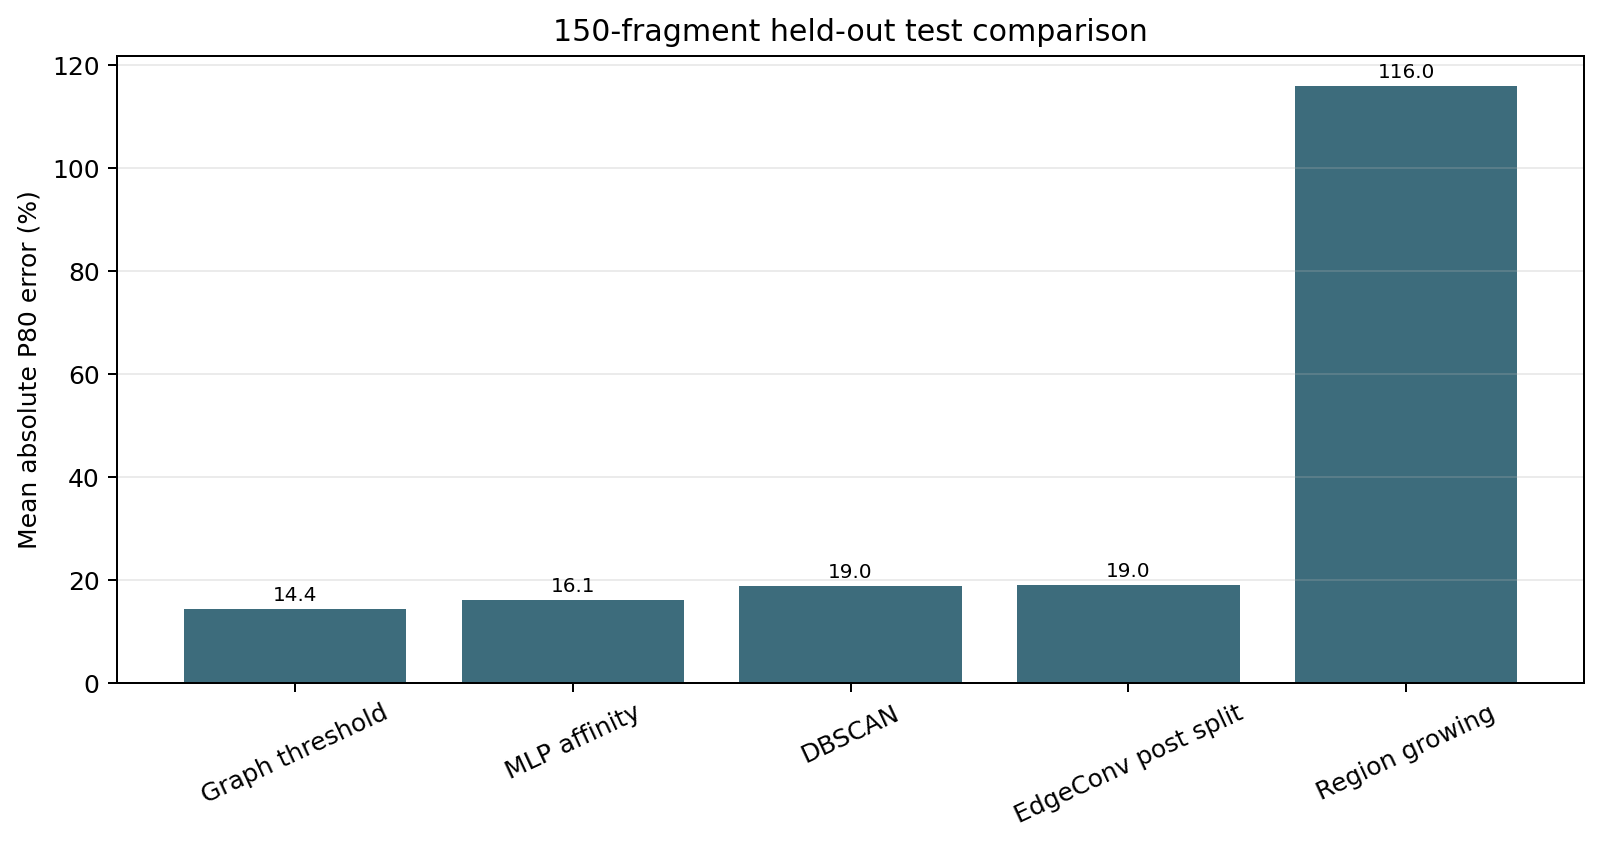 150-fragment held-out test comparison
Mean absolute P80 error (%)
120
100
80
60
40
20
0
14.4
16.1
19.0
19.0
116.0
Graph threshold
MLP affinity
DBSCAN
EdgeConv post split
Region growing